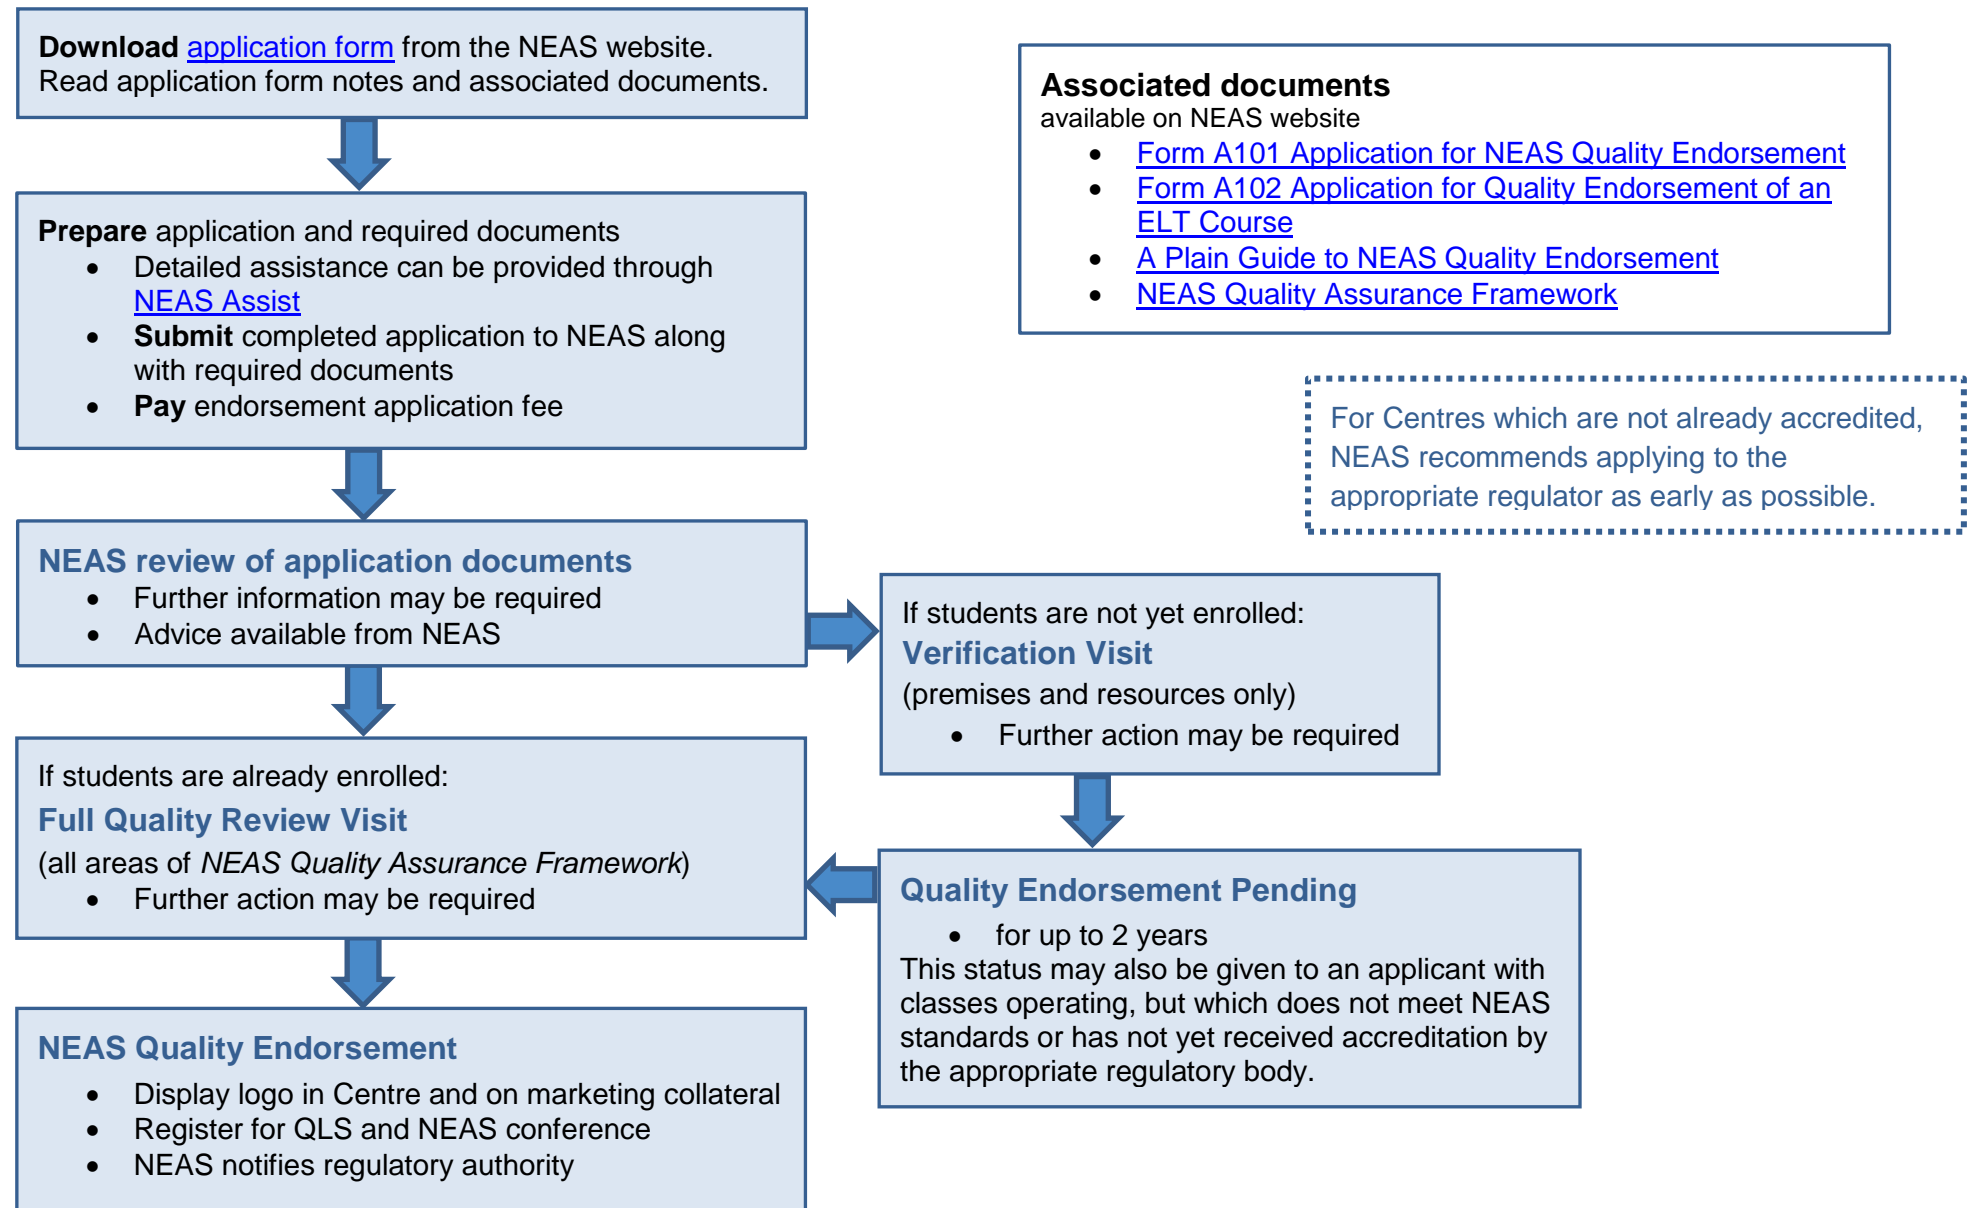 Download application form from the NEAS website.
Read application form notes and associated documents.
Associated documents
available on NEAS website
• Form A101 Application for NEAS Quality Endorsement
• Form A102 Application for Quality Endorsement of an
ELT Course
• A Plain Guide to NEAS Quality Endorsement
• NEAS Quality Assurance Framework
Prepare application and required documents
• Detailed assistance can be provided through
NEAS Assist
• Submit completed application to NEAS along
with required documents
• Pay endorsement application fee
For Centres which are not already accredited,
NEAS recommends applying to the
appropriate regulator as early as possible.
NEAS review of application documents
• Further information may be required
• Advice available from NEAS
If students are not yet enrolled:
Verification Visit
(premises and resources only)
• Further action may be required
If students are already enrolled:
Full Quality Review Visit
(all areas of NEAS Quality Assurance Framework)
• Further action may be required
Quality Endorsement Pending
• for up to 2 years
This status may also be given to an applicant with
classes operating, but which does not meet NEAS
standards or has not yet received accreditation by
the appropriate regulatory body.
NEAS Quality Endorsement
• Display logo in Centre and on marketing collateral
• Register for QLS and NEAS conference
• NEAS notifies regulatory authority